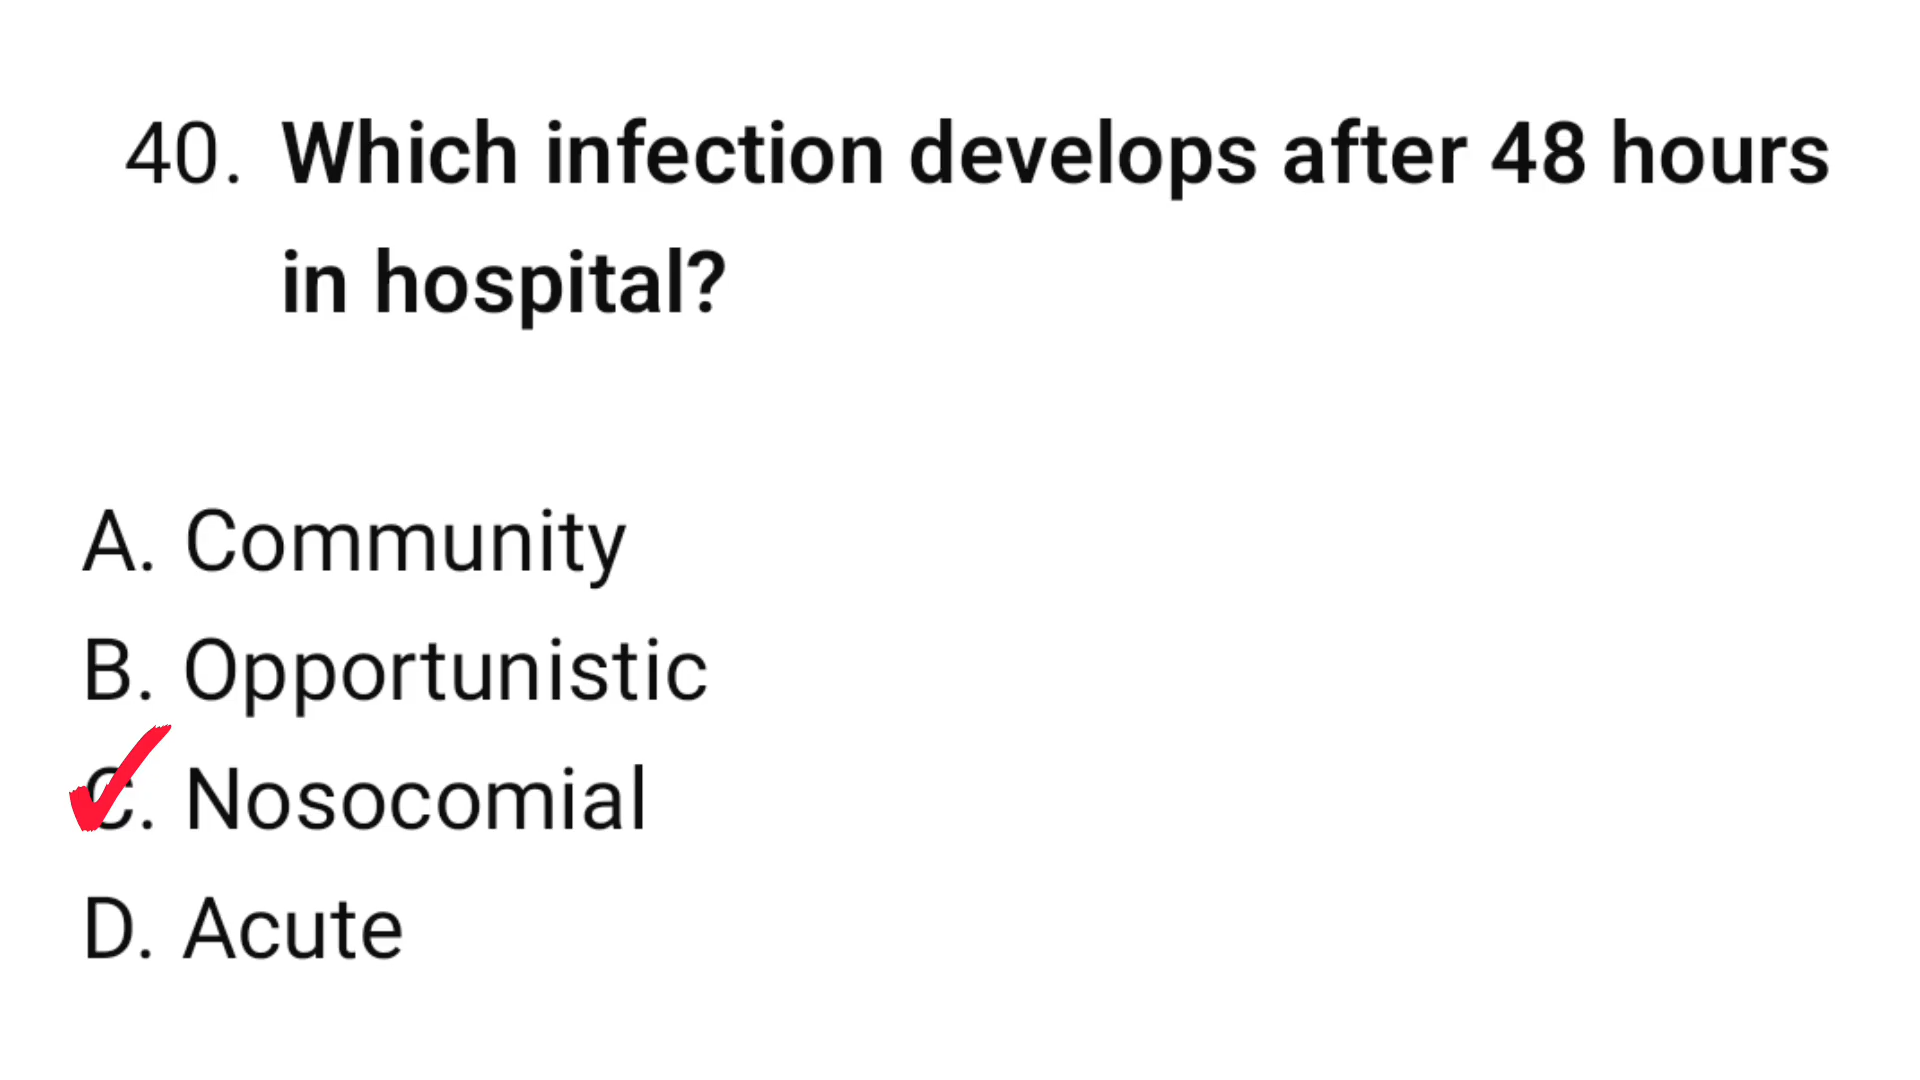 40. Which infection develops after 48 hours
in hospital?
A. Community
B. Opportunistic
C. Nosocomial
D. Acute